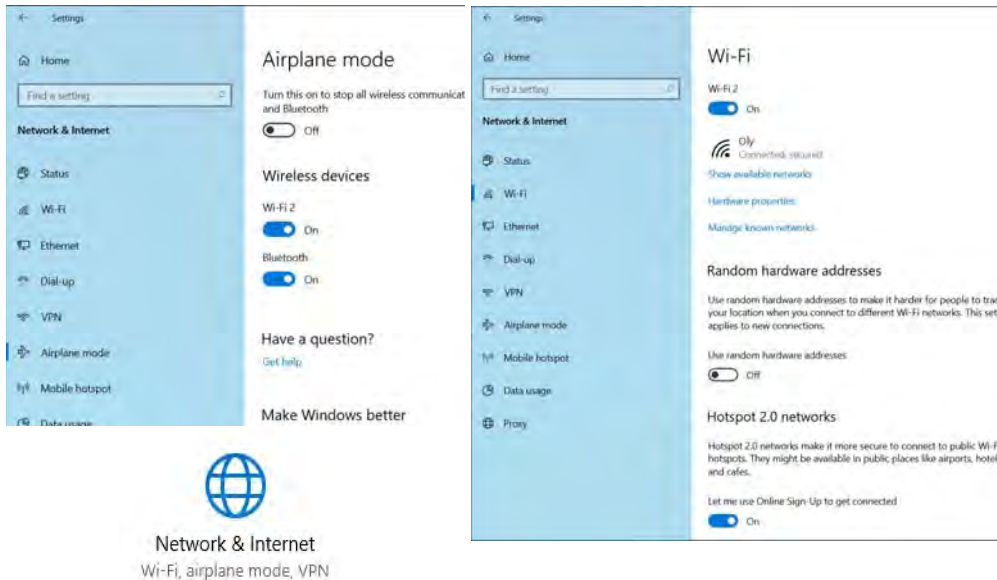 Settings
Home
Find a setting
Network & Internet
Status
Wi-Fi
Ethernet
Dial-up
VPN
Airplane mode
Mobile hotspot
Data usage
Airplane mode
Turn this on to stop all wireless communicat
and Bluetooth
Off
Wireless devices
Wi-Fi 2
On
Bluetooth
On
Have a question?
Get help
Make Windows better
Network & Internet
Wi-Fi, airplane mode, VPN
Settings
Home
Find a setting
Network & Internet
Status
Wi-Fi
Ethernet
Dial-up
VPN
Airplane mode
Mobile hotspot
Data usage
Proxy
Wi-Fi
Wi-Fi 2
On
Oly
Connected, secured
Show available networks
Hardware properties
Manage known networks
Random hardware addresses
Use random hardware addresses to make it harder for people to trac
your location when you connect to different Wi-Fi networks. This set
applies to new connections.
Use random hardware addresses
Off
Hotspot 2.0 networks
Hotspot 2.0 networks make it more secure to connect to public Wi-F
hotspots. They might be available in public places like airports, hotel
and cafes.
Let me use Online Sign-Up to get connected
On